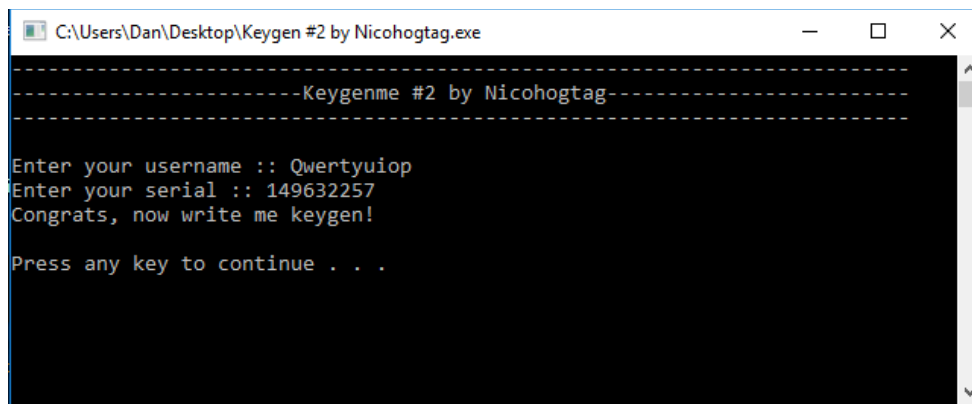 C:\Users\Dan\Desktop\Keygen #2 by Nicohogtag.exe
--------------------------------------------------------------------------
------------------------Keygenme #2 by Nicohogtag-------------------------
--------------------------------------------------------------------------
Enter your username :: Qwertyuiop
Enter your serial :: 149632257
Congrats, now write me keygen!
Press any key to continue . . .